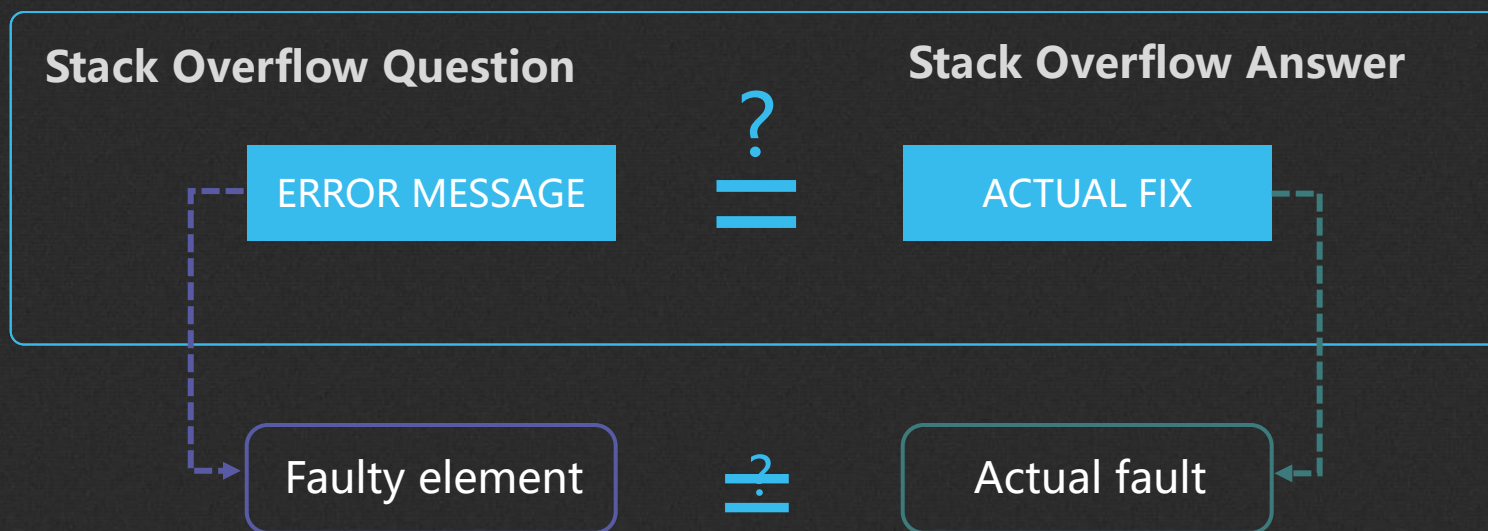 Stack Overflow Question
Stack Overflow Answer
?
=
ERROR MESSAGE
ACTUAL FIX
Faulty element
?
=
Actual fault